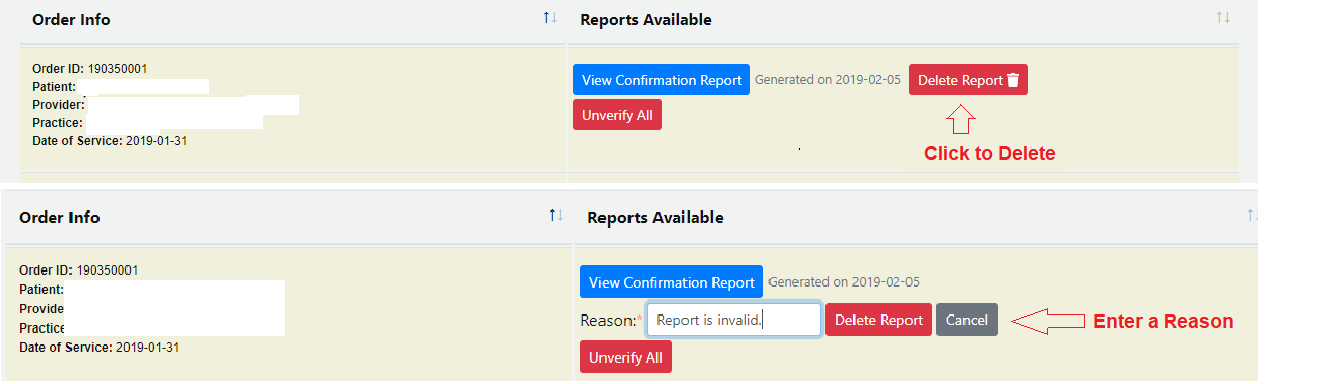 Order Info
Reports Available
Order ID: 190350001
Patient:
Provider:
Practice:
Date of Service: 2019-01-31
View Confirmation Report Generated on 2019-02-05 Delete Report
Unverify All
Click to Delete
Order Info
Reports Available
Order ID: 190350001
Patient:
Provide
Practice
Date of Service: 2019-01-31
View Confirmation Report Generated on 2019-02-05
Reason:* Report is invalid. Delete Report Cancel
Enter a Reason
Unverify All